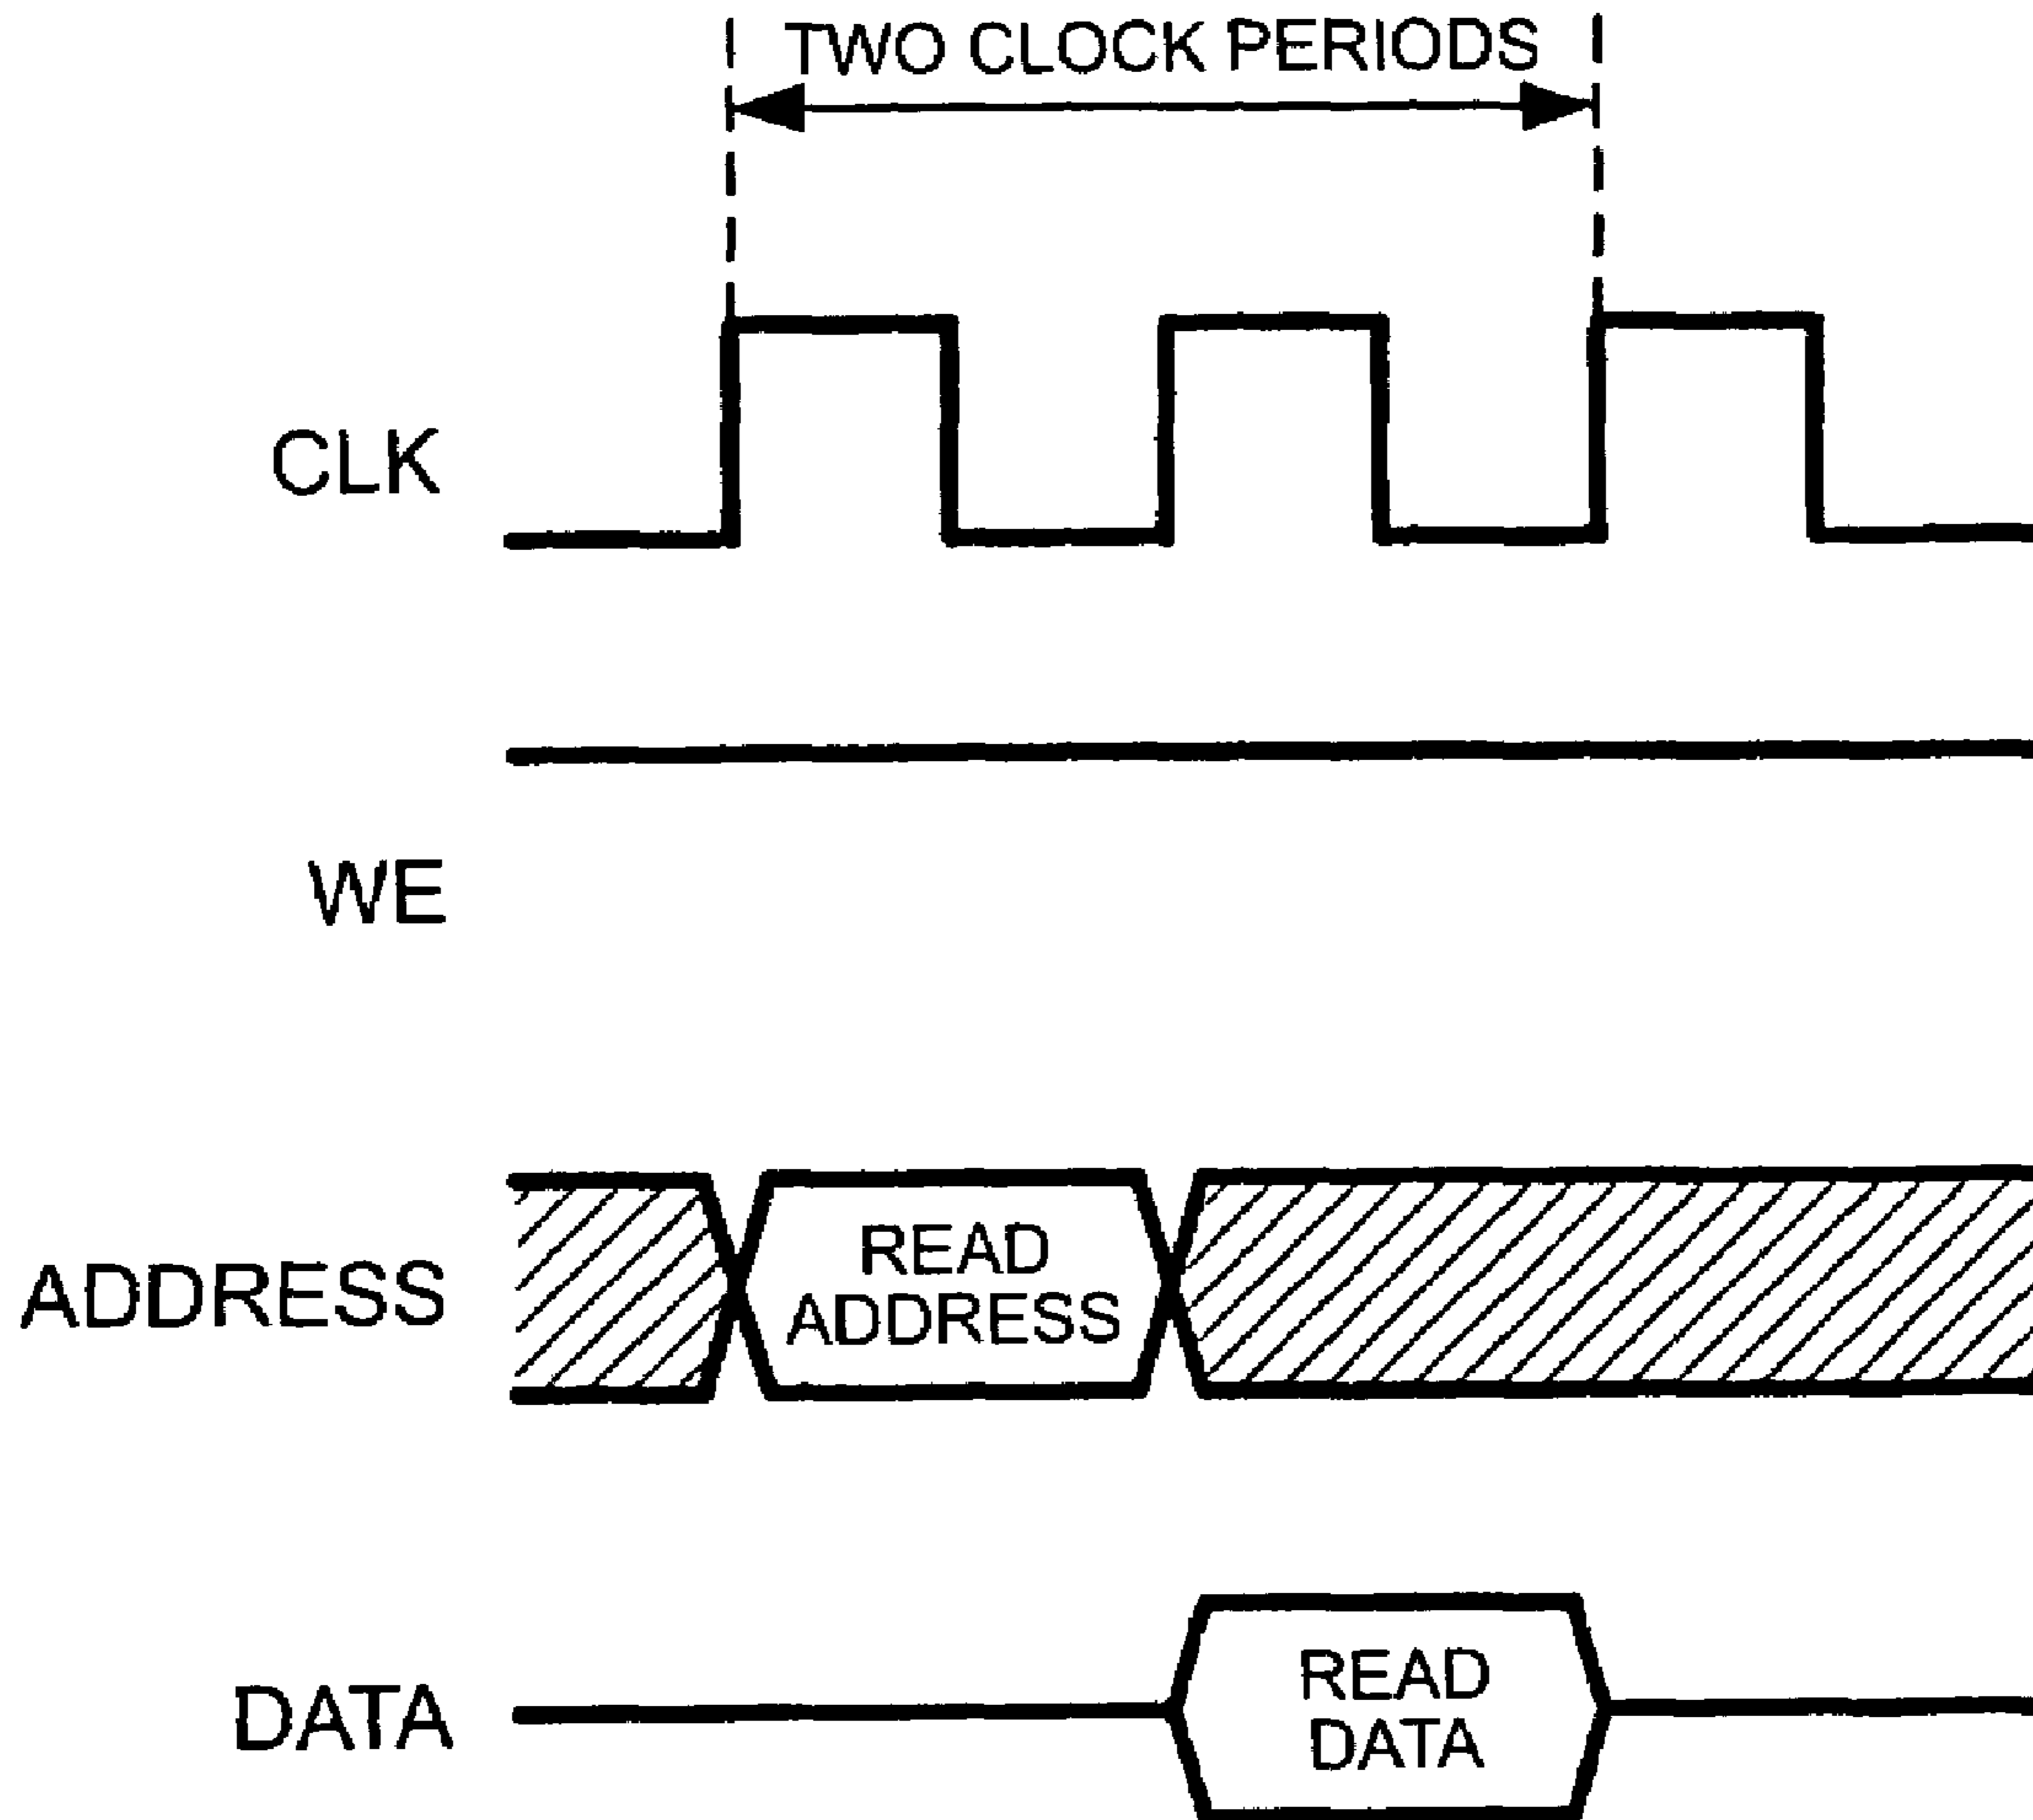 TWO CLOCK PERIODS
CLK
WE
ADDRESS
READ
ADDRESS
DATA
READ
DATA